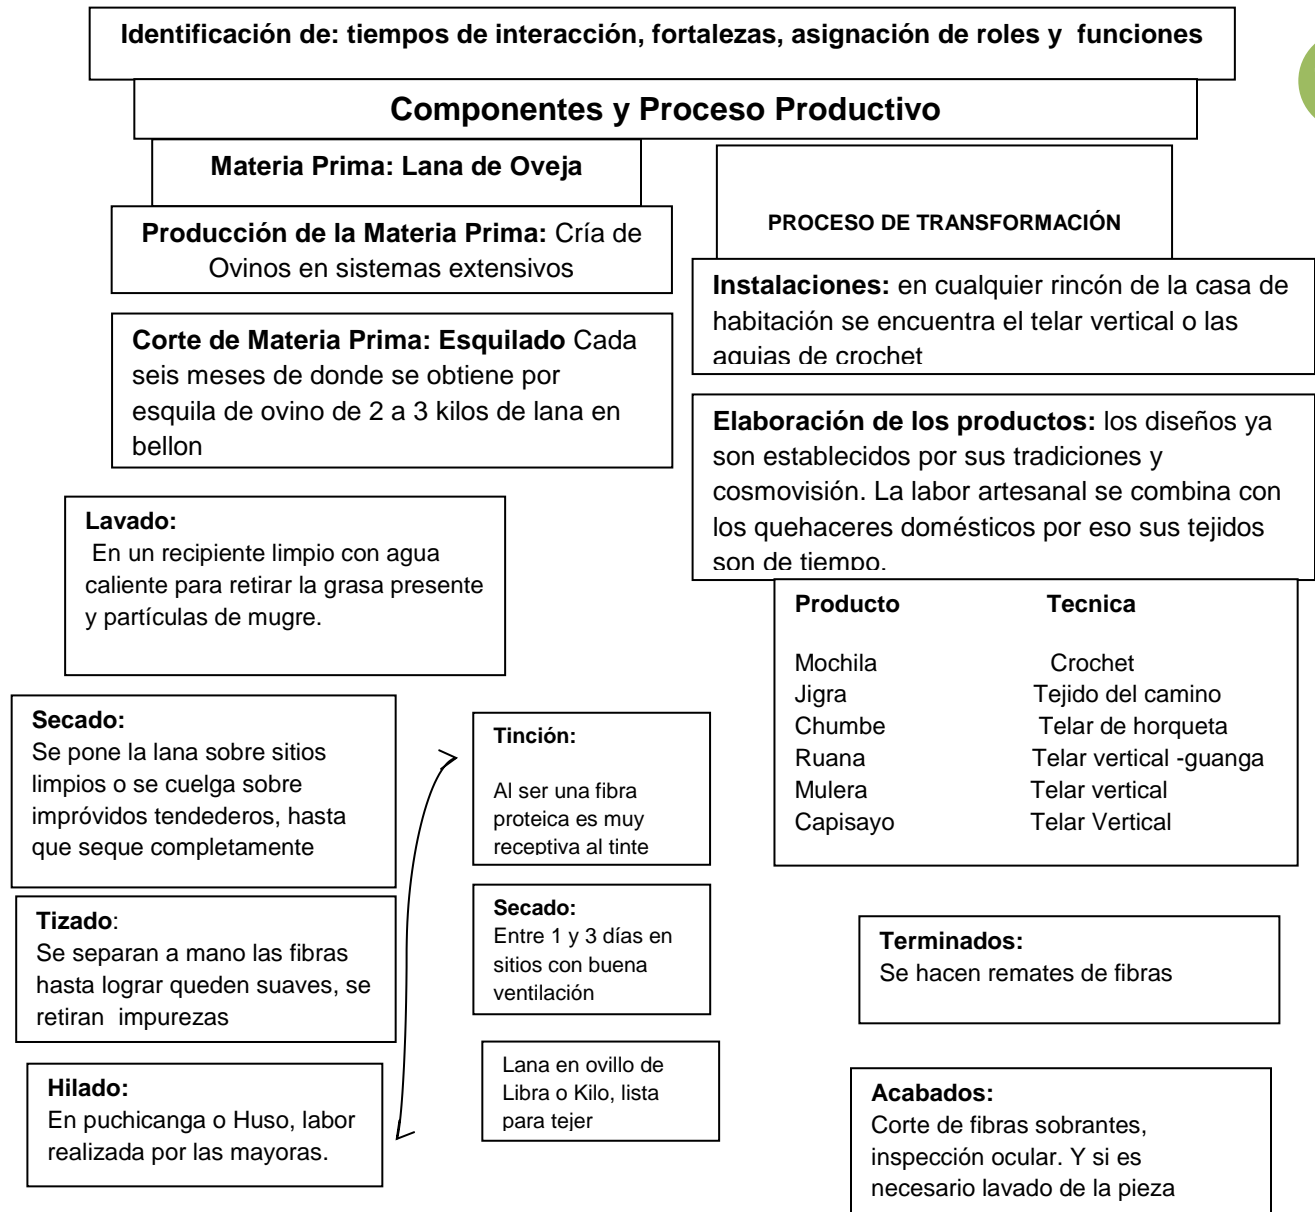 Identificación de: tiempos de interacción, fortalezas, asignación de roles y  funciones
Componentes y Proceso Productivo
Materia Prima: Lana de Oveja
Producción de la Materia Prima: Cría de
Ovinos en sistemas extensivos
Corte de Materia Prima: Esquilado Cada
seis meses de donde se obtiene por
esquila de ovino de 2 a 3 kilos de lana en
bellon
Lavado:
En un recipiente limpio con agua
caliente para retirar la grasa presente
y partículas de mugre.
Secado:
Se pone la lana sobre sitios
limpios o se cuelga sobre
impróvidos tendederos, hasta
que seque completamente
Tizado:
Se separan a mano las fibras
hasta lograr queden suaves, se
retiran  impurezas
Hilado:
En puchicanga o Huso, labor
realizada por las mayoras.
Tinción:
Al ser una fibra
proteica es muy
receptiva al tinte
Secado:
Entre 1 y 3 días en
sitios con buena
ventilación
Lana en ovillo de
Libra o Kilo, lista
para tejer
PROCESO DE TRANSFORMACIÓN
Instalaciones: en cualquier rincón de la casa de
habitación se encuentra el telar vertical o las
agujas de crochet
Elaboración de los productos: los diseños ya
son establecidos por sus tradiciones y
cosmovisión. La labor artesanal se combina con
los quehaceres domésticos por eso sus tejidos
son de tiempo.
Producto Tecnica
Mochila Crochet
Jigra Tejido del camino
Chumbe Telar de horqueta
Ruana Telar vertical -guanga
Mulera Telar vertical
Capisayo Telar Vertical
Terminados:
Se hacen remates de fibras
Acabados:
Corte de fibras sobrantes,
inspección ocular. Y si es
necesario lavado de la pieza